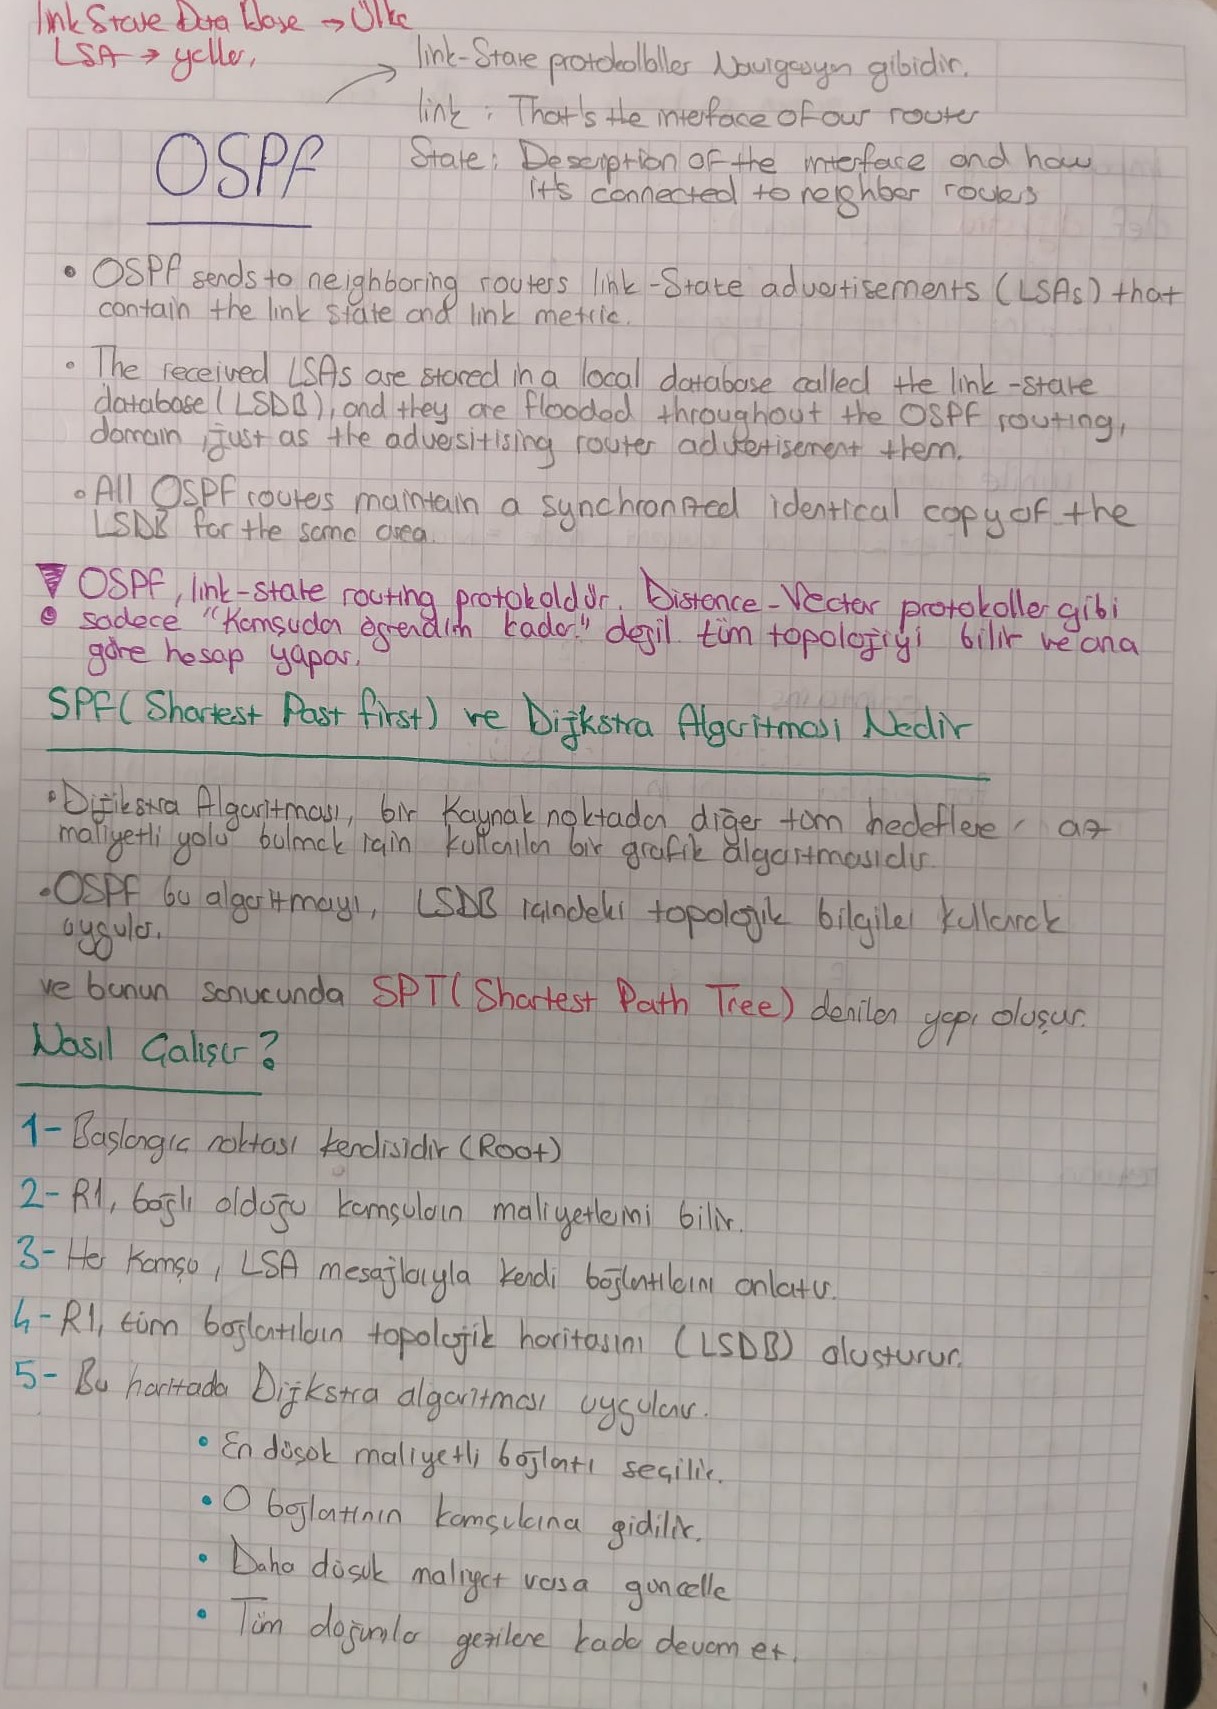 link State Data Base → Ülke
LSA → yollar,
link-State protokolller Navigasyon gibidir.
link : That's the interface of our router
OSPF
State: Description of the interface and how
it's connected to neighbor routers
• OSPF sends to neighboring routers link-State advertisements (LSAs) that
contain the link state and link metric.
• The received LSAs are stored in a local database called the link-state
database (LSDB), and they are flooded throughout the OSPF routing,
domain, just as the adversitising router advertisement them.
• All OSPF routes maintain a synchronized identical copy of the
LSDB for the same area.
OSPF, link-state routing protokoldür. Distance-Vector protokoller gibi
sadece "Komşudan öğrendim kadar" değil tüm topolojiyi bilir ve ona
göre hesap yapar.
SPF (Shortest Past first) ve Dijkstra Algoritması Nedir
• Dijikstra Algoritması, bir Kaynak noktadan diğer tüm hedeflere, az
maliyetli yolu bulmak için kullanılan bir grafik algoritmasıdır.
• OSPF bu algoritmayı, LSDB içindeki topolojik bilgileri kullanarak
uygular.
ve bunun sonucunda SPT (Shortest Path Tree) denilen yapı oluşur.
Nasıl Çalışır?
1- Başlangıç noktası kendisidir (Root)
2- R1, bağlı olduğu komşuların maliyetlerini bilir.
3- Her Komşu, LSA mesajlarıyla kendi bağlantılarını anlatır.
4- R1, tüm bağlantıların topolojik haritasını (LSDB) oluşturur.
5- Bu haritada Dijkstra algoritması uygulanır.
• En düşük maliyetli bağlantı seçilir.
• O bağlantının komşularına gidilir.
• Daha düşük maliyet varsa güncelle
• Tüm düğümler gezilene kadar devam et.